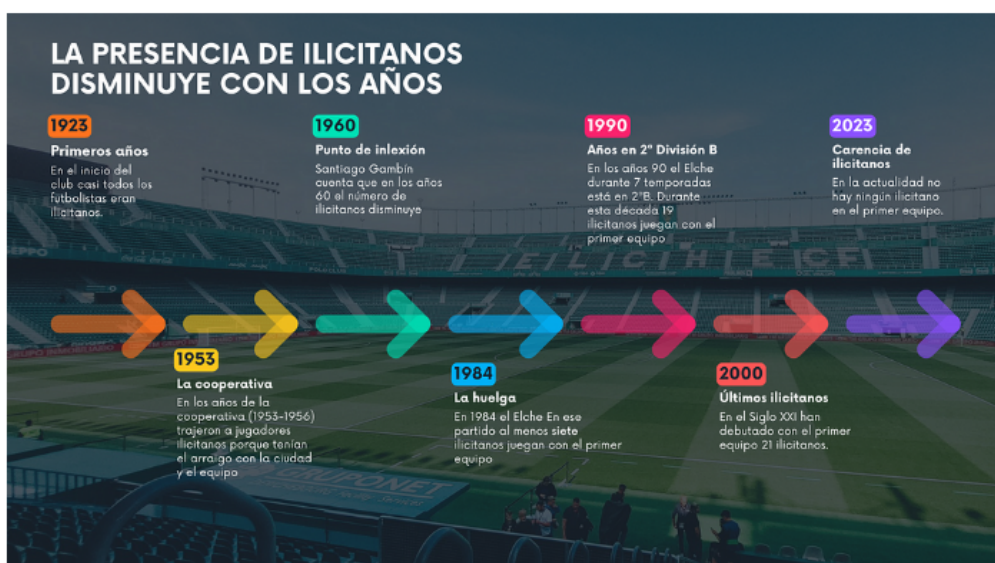 LA PRESENCIA DE ILICITANOS
DISMINUYE CON LOS AÑOS
1923
Primeros años
En el inicio del
club casi todos los
futbolistas eran
ilicitanos.
1953
La cooperativa
En los años de la
cooperativa (1953-1956)
trajeron a jugadores
ilicitanos porque tenían
el arraigo con la ciudad
y el equipo
1960
Punto de inlexión
Santiago Gambín
cuenta que en los años
60 el número de
ilicitanos disminuye
1984
La huelga
En 1984 el Elche En ese
partido al menos siete
ilicitanos juegan con el primer
equipo
1990
Años en 2ª División B
En los años 90 el Elche
durante 7 temporadas
está en 2ªB. Durante
esta década 19
ilicitanos juegan con el
primer equipo
2000
Últimos ilicitanos
En el Siglo XXI han
debutado con el primer
equipo 21 ilicitanos.
2023
Carencia de
ilicitanos
En la actualidad no
hay ningún ilicitano
en el primer equipo.
ELCHE CF